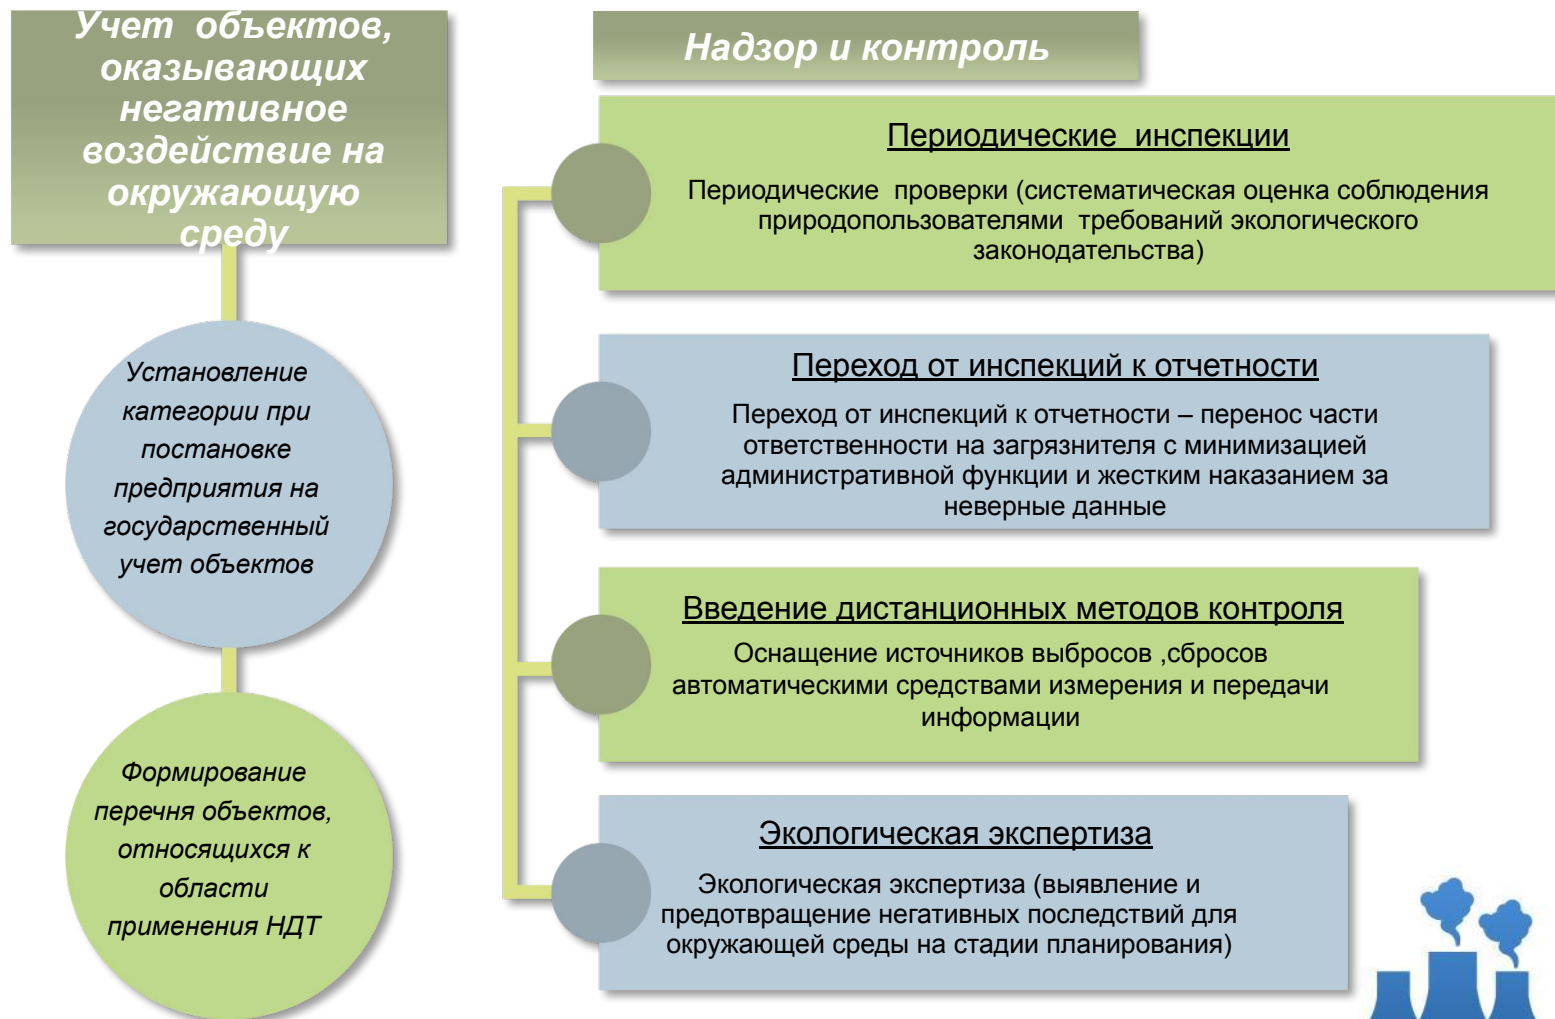 Учет объектов,
оказывающих
негативное
воздействие на
окружающую
среду
Установление
категории при
постановке
предприятия на
государственный
учет объектов
Формирование
перечня объектов,
относящихся к
области
применения НДТ
Надзор и контроль
Периодические инспекции
Периодические проверки (систематическая оценка соблюдения
природопользователями требований экологического
законодательства)
Переход от инспекций к отчетности
Переход от инспекций к отчетности – перенос части
ответственности на загрязнителя с минимизацией
административной функции и жестким наказанием за
неверные данные
Введение дистанционных методов контроля
Оснащение источников выбросов ,сбросов
автоматическими средствами измерения и передачи
информации
Экологическая экспертиза
Экологическая экспертиза (выявление и
предотвращение негативных последствий для
окружающей среды на стадии планирования)